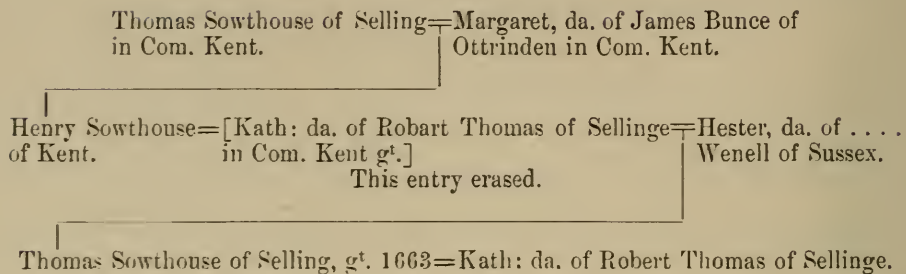 Thomas Sowthouse of Selling=Margaret, da. of James Bunce of
in Com. Kent. Ottrinden in Com. Kent.
Henry Sowthouse=[Kath: da. of Robart Thomas of Sellinge=Hester, da. of . . . .
of Kent. in Com. Kent gᵗ.] Wenell of Sussex.
This entry erased.
Thomas Sowthouse of Selling, gᵗ. 1663=Kath: da. of Robert Thomas of Sellinge.